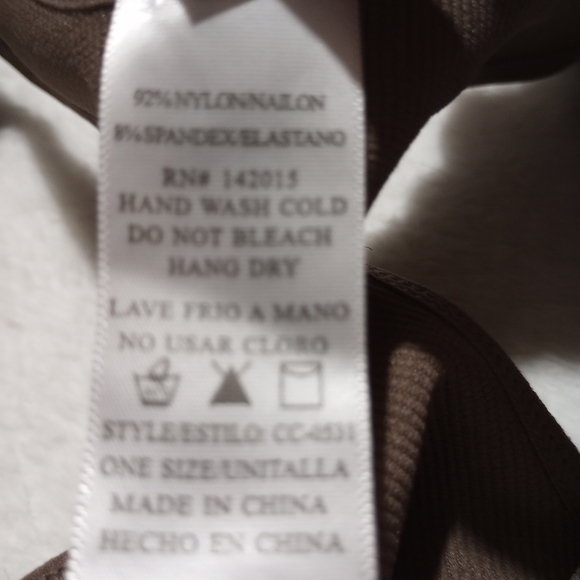 92%NYLON/NAILON
8%SPANDEX/ELASTANO
RN# 142015
HAND WASH COLD
DO NOT BLEACH
HANG DRY
LAVE FRIO A MANO
NO USAR CLORO
STYLE/ESTILO: CC-0531
ONE SIZE/UNITALLA
MADE IN CHINA
HECHO EN CHINA